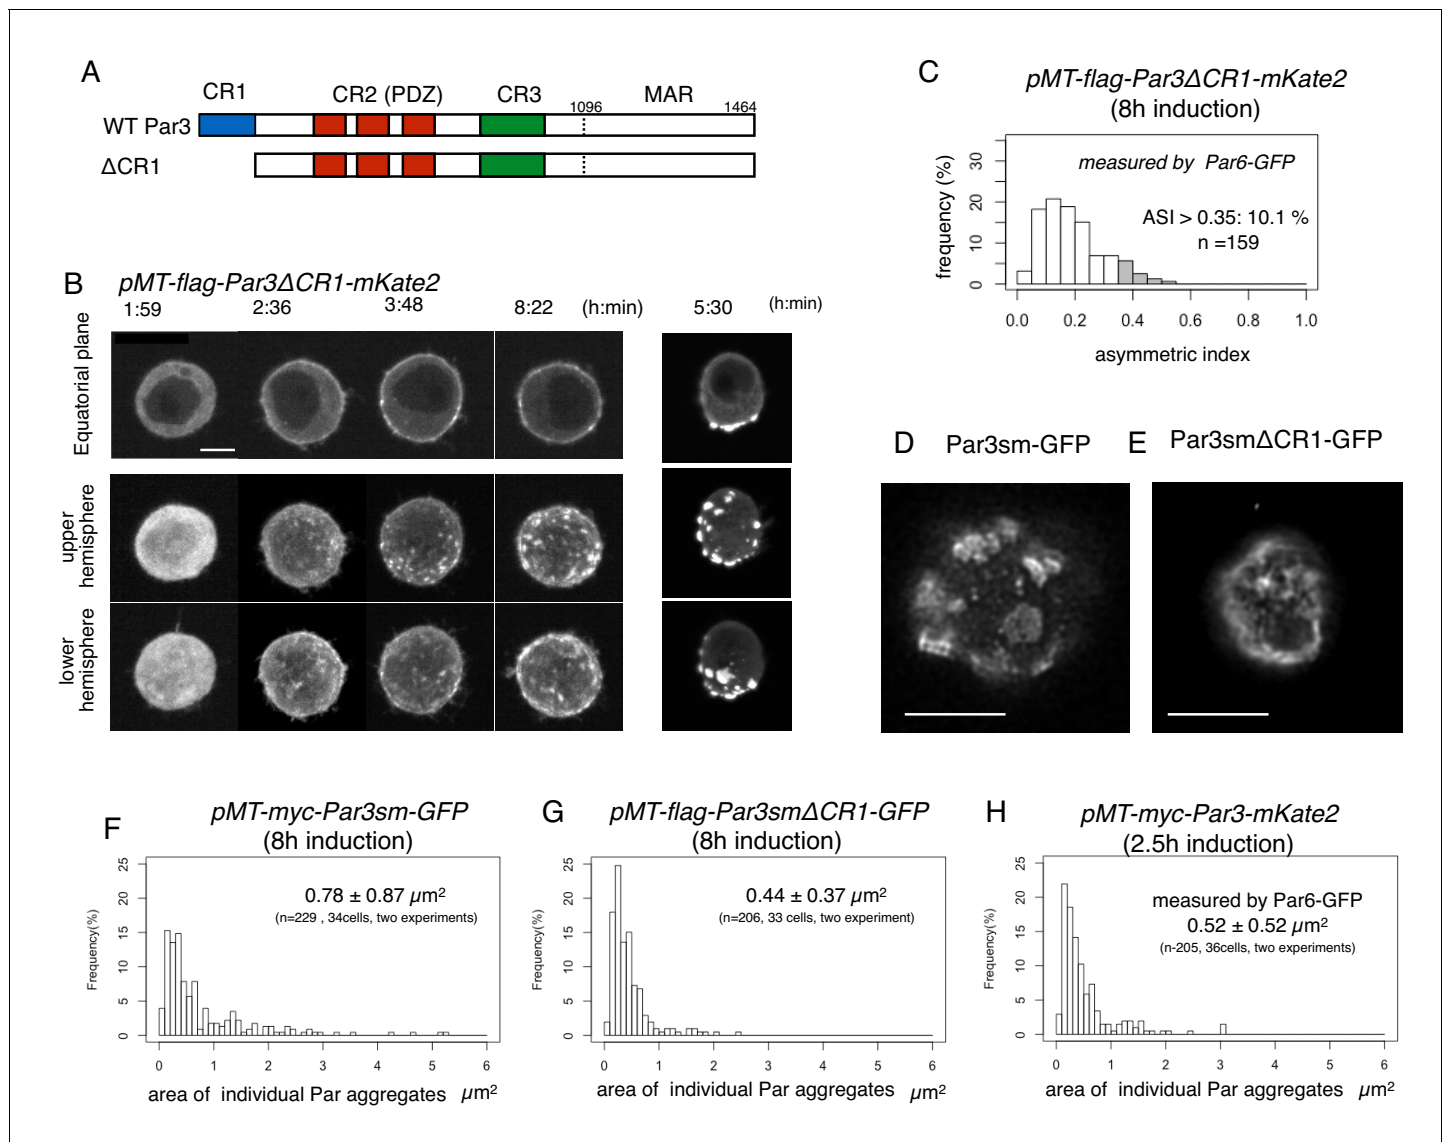 A
CR1
CR2 (PDZ)
CR3
1096
MAR
1464
WT Par3
ΔCR1
B
pMT-flag-Par3ΔCR1-mKate2
1:59
2:36
3:48
8:22
(h:min)
5:30
(h:min)
Equatorial plane
upper
hemisphere
lower
hemisphere
C
pMT-flag-Par3ΔCR1-mKate2
(8h induction)
measured by Par6-GFP
ASI > 0.35: 10.1 %
n =159
frequency (%)
0
10
20
30
0.0
0.2
0.4
0.6
0.8
1.0
asymmetric index
D
Par3sm-GFP
E
Par3smΔCR1-GFP
F
pMT-myc-Par3sm-GFP
(8h induction)
0.78 ± 0.87 µm²
(n=229 , 34cells, two experiments)
Frequency(%)
0
5
10
15
20
25
0
1
2
3
4
5
6
area of individual Par aggregates µm²
G
pMT-flag-Par3smΔCR1-GFP
(8h induction)
0.44 ± 0.37 µm²
(n=206, 33 cells, two experiment)
Frequency(%)
0
5
10
15
20
25
0
1
2
3
4
5
6
area of individual Par aggregates µm²
H
pMT-myc-Par3-mKate2
(2.5h induction)
measured by Par6-GFP
0.52 ± 0.52 µm²
(n-205, 36cells, two experiments)
Frequency(%)
0
5
10
15
20
25
0
1
2
3
4
5
6
area of individual Par aggregates µm²